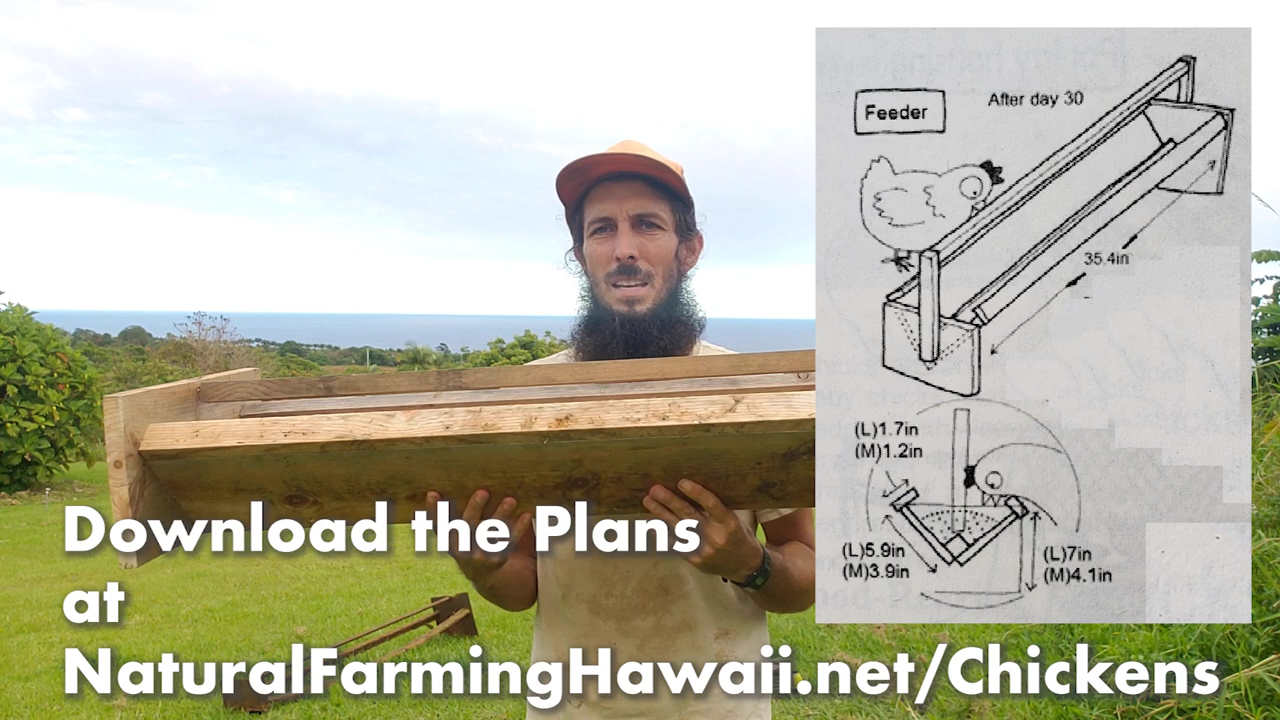 Feeder
After day 30
35.4in
(L)1.7in
(M)1.2in
(L)5.9in
(M)3.9in
(L)7in
(M)4.1in
Download the Plans
at
NaturalFarmingHawaii.net/Chickens